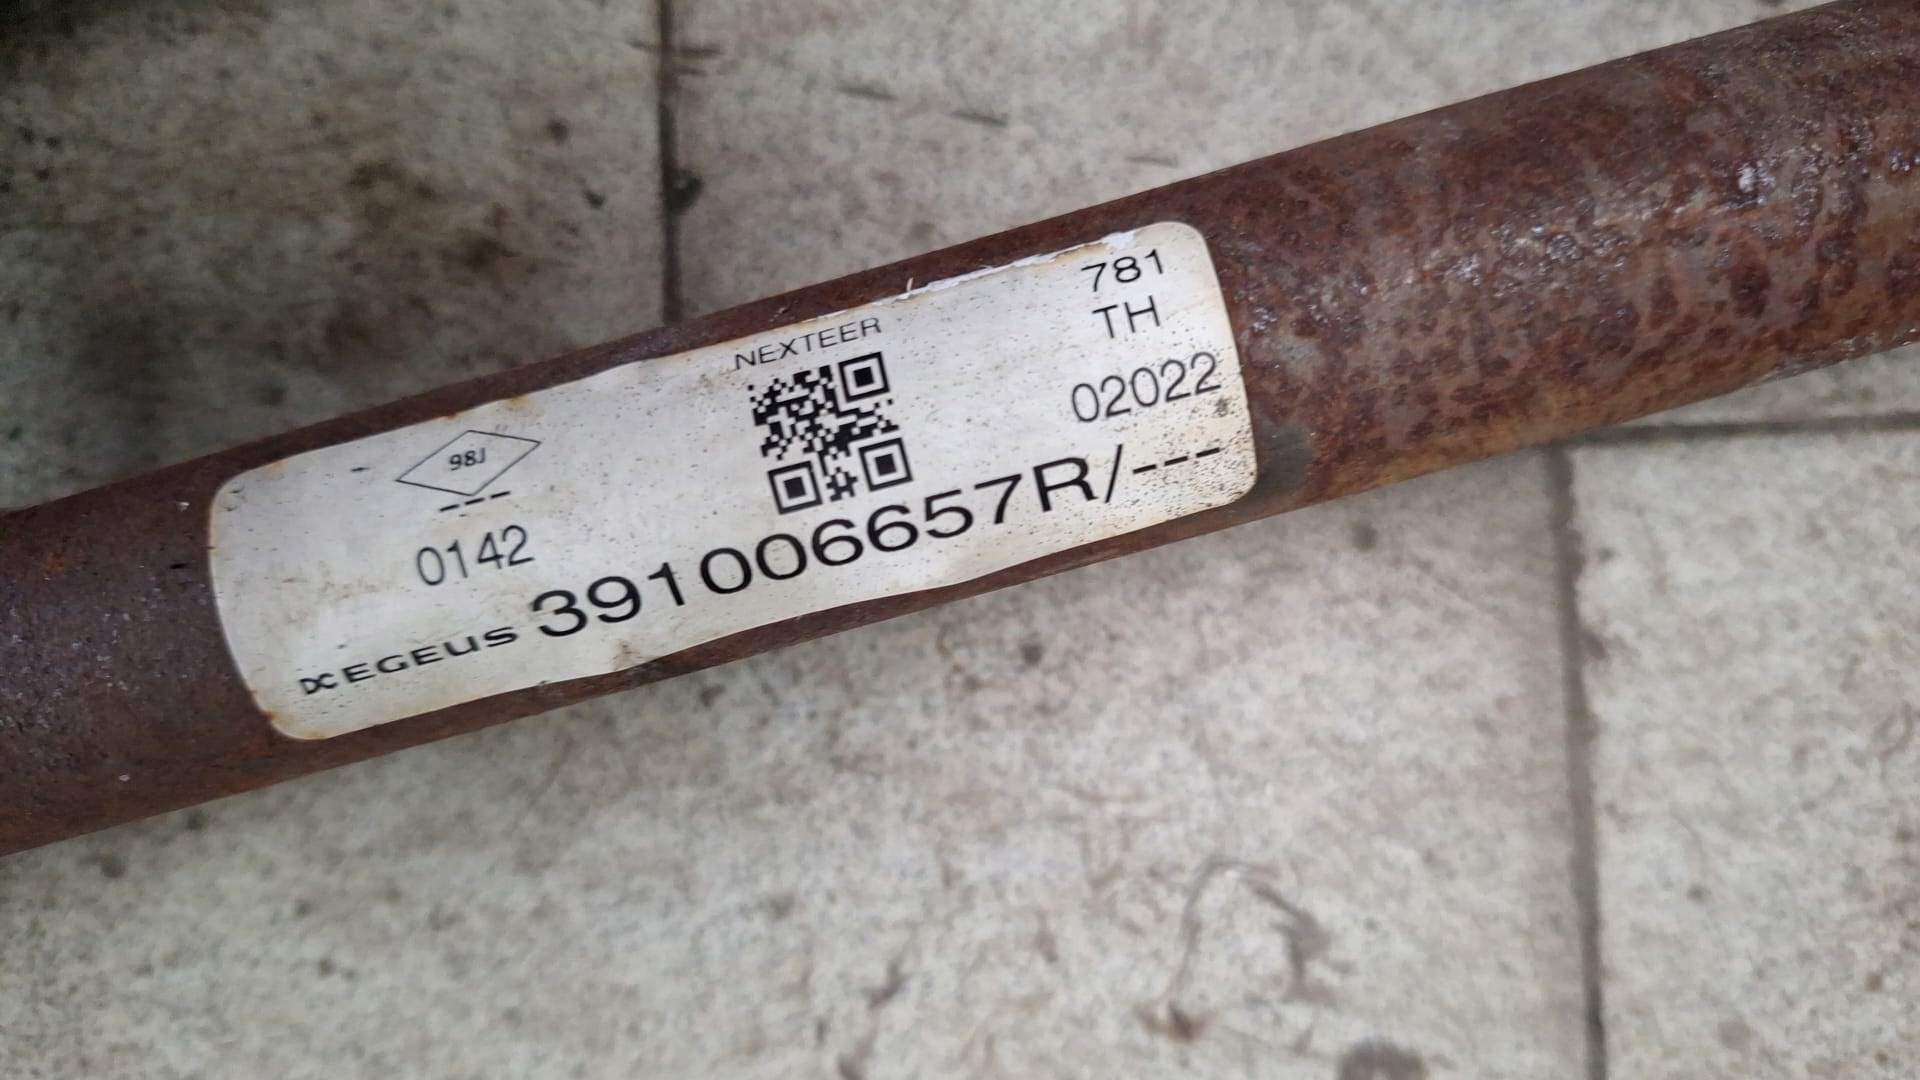 NEXTEER
781
TH
02022
98J
---
0142
EGEUS 391006657R/---